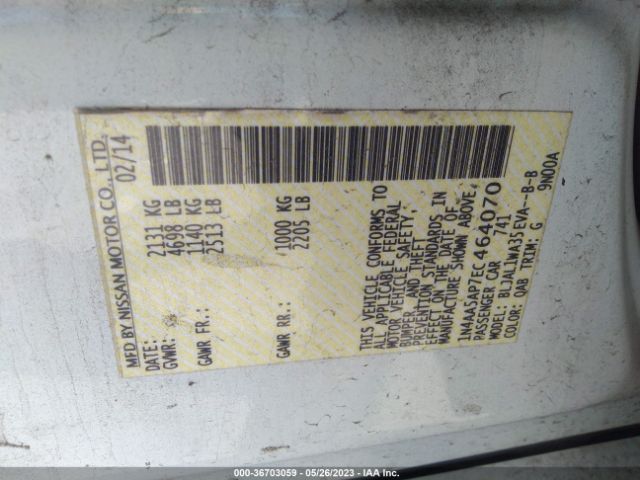 MFD BY NISSAN MOTOR CO., LTD.
DATE: 02/14
GVWR: 2131 KG
4698 LB
GAWR FR.: 1140 KG
2513 LB
GAWR RR.: 1000 KG
2205 LB
THIS VEHICLE CONFORMS TO
ALL APPLICABLE FEDERAL
MOTOR VEHICLE SAFETY,
BUMPER, AND THEFT
PREVENTION STANDARDS IN
EFFECT ON THE DATE OF
MANUFACTURE SHOWN ABOVE.
1N4AA5AP7EC464070
PASSENGER CAR 741
MODEL: BLJALIWA35EVA--B-B
COLOR: QAB TRIM: G 9N00A
000-36703059 - 05/26/2023 - IAA Inc.